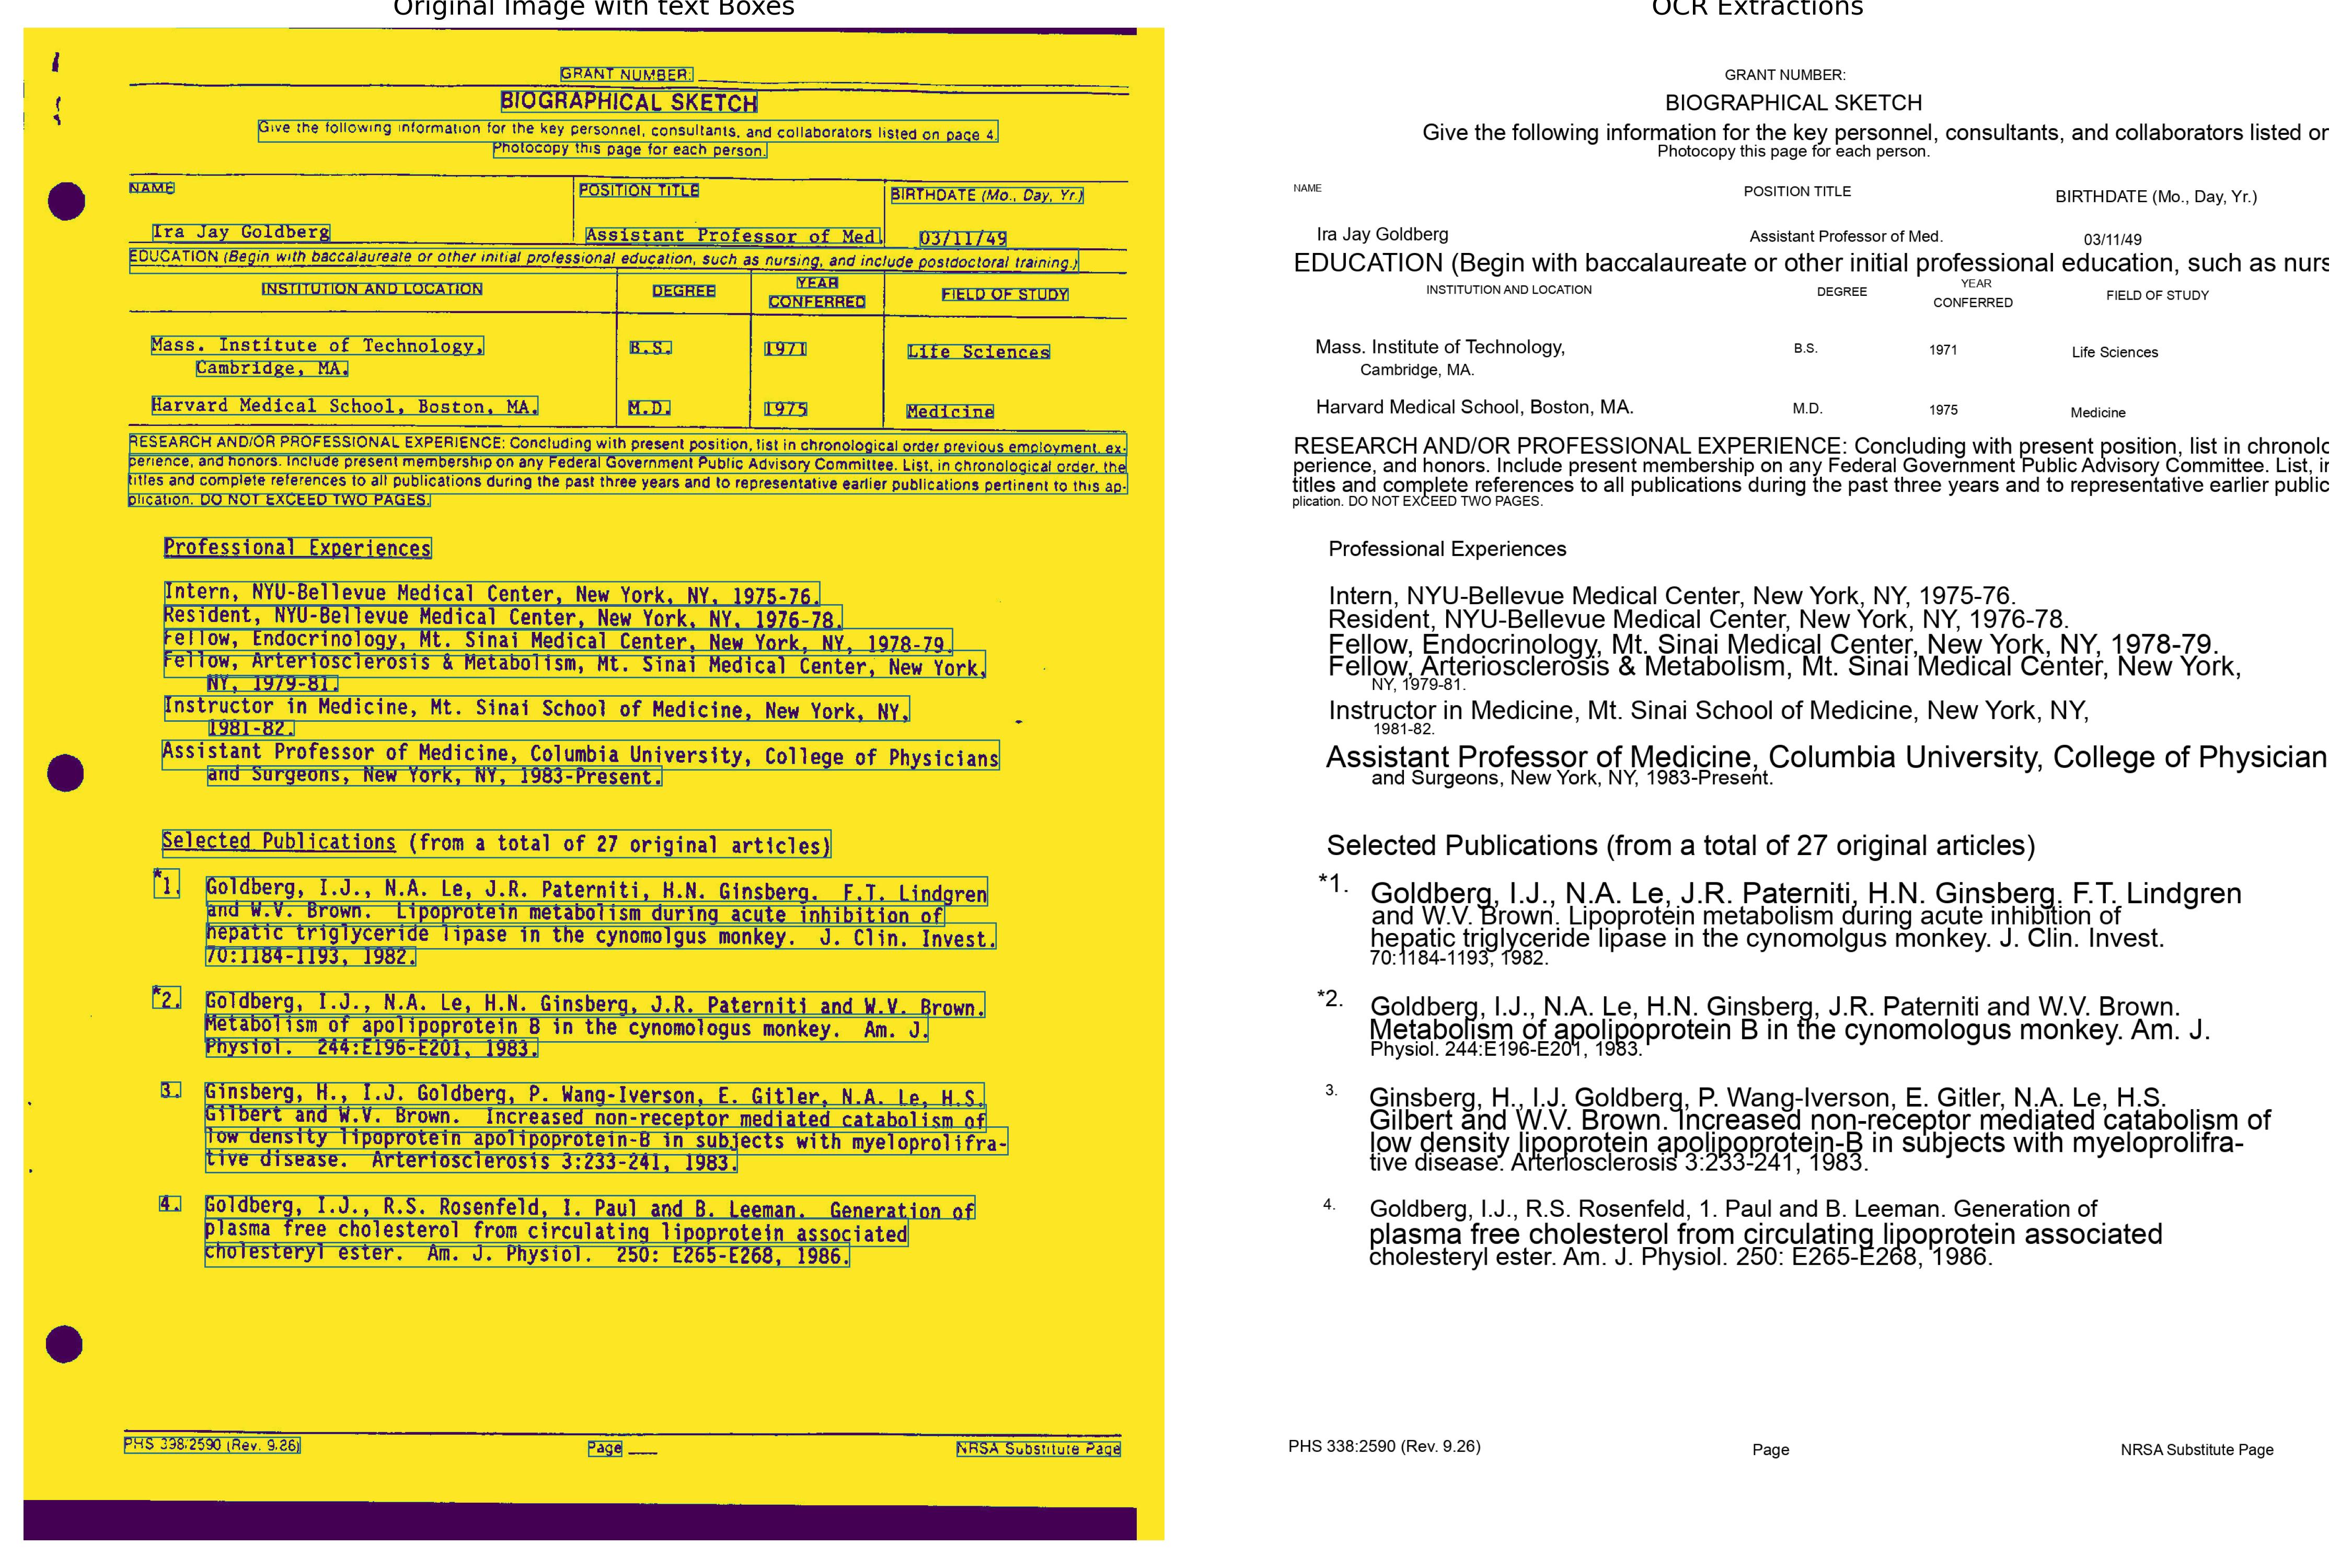 Original Image with text Boxes
GRANT NUMBER:
BIOGRAPHICAL SKETCH
Give the following information for the key personnel, consultants, and collaborators listed on page 4.
Photocopy this page for each person.
NAME
POSITION TITLE
BIRTHDATE (Mo., Day, Yr.)
Ira Jay Goldberg
Assistant Professor of Med.
03/11/49
EDUCATION (Begin with baccalaureate or other initial professional education, such as nursing, and include postdoctoral training.)
INSTITUTION AND LOCATION
DEGREE
YEAR
CONFERRED
FIELD OF STUDY
Mass. Institute of Technology,
Cambridge, MA.
B.S.
1971
Life Sciences
Harvard Medical School, Boston, MA.
M.D.
1975
Medicine
RESEARCH AND/OR PROFESSIONAL EXPERIENCE: Concluding with present position, list in chronological order previous employment, ex-
perience, and honors. Include present membership on any Federal Government Public Advisory Committee. List, in chronological order, the
titles and complete references to all publications during the past three years and to representative earlier publications pertinent to this ap-
plication. DO NOT EXCEED TWO PAGES.
Professional Experiences
Intern, NYU-Bellevue Medical Center, New York, NY, 1975-76.
Resident, NYU-Bellevue Medical Center, New York, NY, 1976-78.
Fellow, Endocrinology, Mt. Sinai Medical Center, New York, NY, 1978-79.
Fellow, Arteriosclerosis & Metabolism, Mt. Sinai Medical Center, New York,
NY, 1979-81.
Instructor in Medicine, Mt. Sinai School of Medicine, New York, NY,
1981-82.
Assistant Professor of Medicine, Columbia University, College of Physicians
and Surgeons, New York, NY, 1983-Present.
Selected Publications (from a total of 27 original articles)
*1. Goldberg, I.J., N.A. Le, J.R. Paterniti, H.N. Ginsberg. F.T. Lindgren
and W.V. Brown. Lipoprotein metabolism during acute inhibition of
hepatic triglyceride lipase in the cynomolgus monkey. J. Clin. Invest.
70:1184-1193, 1982.
*2. Goldberg, I.J., N.A. Le, H.N. Ginsberg, J.R. Paterniti and W.V. Brown.
Metabolism of apolipoprotein B in the cynomologus monkey. Am. J.
Physiol. 244:E196-E201, 1983.
3. Ginsberg, H., I.J. Goldberg, P. Wang-Iverson, E. Gitler, N.A. Le, H.S.
Gilbert and W.V. Brown. Increased non-receptor mediated catabolism of
low density lipoprotein apolipoprotein-B in subjects with myeloprolifra-
tive disease. Arteriosclerosis 3:233-241, 1983.
4. Goldberg, I.J., R.S. Rosenfeld, I. Paul and B. Leeman. Generation of
plasma free cholesterol from circulating lipoprotein associated
cholesteryl ester. Am. J. Physiol. 250: E265-E268, 1986.
PHS 398/2590 (Rev. 9.86)
Page
NRSA Substitute Page
OCR Extractions
GRANT NUMBER:
BIOGRAPHICAL SKETCH
Give the following information for the key personnel, consultants, and collaborators listed or
Photocopy this page for each person.
NAME
POSITION TITLE
BIRTHDATE (Mo., Day, Yr.)
Ira Jay Goldberg
Assistant Professor of Med.
03/11/49
EDUCATION (Begin with baccalaureate or other initial professional education, such as nurs
INSTITUTION AND LOCATION
DEGREE
YEAR
CONFERRED
FIELD OF STUDY
Mass. Institute of Technology,
Cambridge, MA.
B.S.
1971
Life Sciences
Harvard Medical School, Boston, MA.
M.D.
1975
Medicine
RESEARCH AND/OR PROFESSIONAL EXPERIENCE: Concluding with present position, list in chronolo
perience, and honors. Include present membership on any Federal Government Public Advisory Committee. List, in
titles and complete references to all publications during the past three years and to representative earlier public
plication. DO NOT EXCEED TWO PAGES.
Professional Experiences
Intern, NYU-Bellevue Medical Center, New York, NY, 1975-76.
Resident, NYU-Bellevue Medical Center, New York, NY, 1976-78.
Fellow, Endocrinology, Mt. Sinai Medical Center, New York, NY, 1978-79.
Fellow, Arteriosclerosis & Metabolism, Mt. Sinai Medical Center, New York,
NY, 1979-81.
Instructor in Medicine, Mt. Sinai School of Medicine, New York, NY,
1981-82.
Assistant Professor of Medicine, Columbia University, College of Physician
and Surgeons, New York, NY, 1983-Present.
Selected Publications (from a total of 27 original articles)
*1. Goldberg, I.J., N.A. Le, J.R. Paterniti, H.N. Ginsberg. F.T. Lindgren
and W.V. Brown. Lipoprotein metabolism during acute inhibition of
hepatic triglyceride lipase in the cynomolgus monkey. J. Clin. Invest.
70:1184-1193, 1982.
*2. Goldberg, I.J., N.A. Le, H.N. Ginsberg, J.R. Paterniti and W.V. Brown.
Metabolism of apolipoprotein B in the cynomologus monkey. Am. J.
Physiol. 244:E196-E201, 1983.
3. Ginsberg, H., I.J. Goldberg, P. Wang-Iverson, E. Gitler, N.A. Le, H.S.
Gilbert and W.V. Brown. Increased non-receptor mediated catabolism of
low density lipoprotein apolipoprotein-B in subjects with myeloprolifra-
tive disease. Arteriosclerosis 3:233-241, 1983.
4. Goldberg, I.J., R.S. Rosenfeld, 1. Paul and B. Leeman. Generation of
plasma free cholesterol from circulating lipoprotein associated
cholesteryl ester. Am. J. Physiol. 250: E265-E268, 1986.
PHS 338:2590 (Rev. 9.26)
Page
NRSA Substitute Page